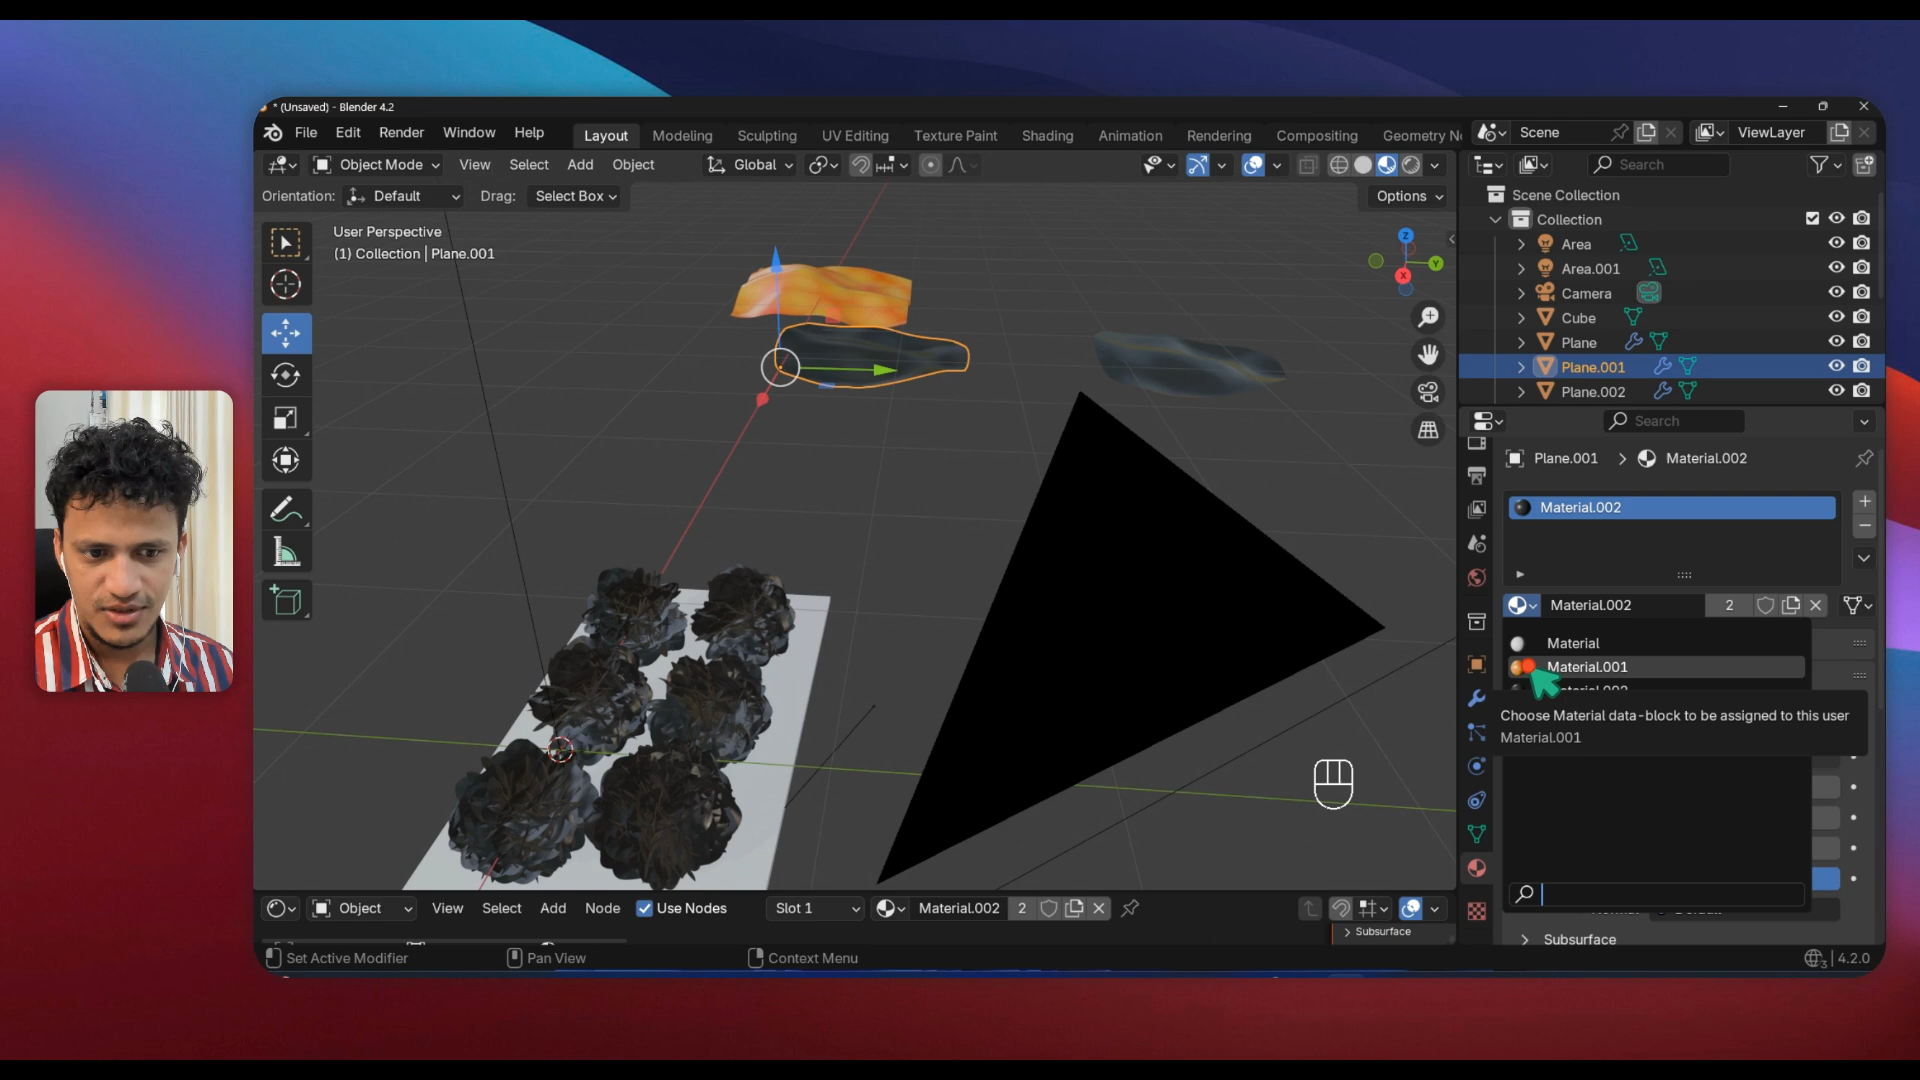 * (Unsaved) - Blender 4.2
File Edit Render Window Help
Layout Modeling Sculpting UV Editing Texture Paint Shading Animation Rendering Compositing Geometry
Scene ViewLayer
Object Mode View Select Add Object Global
Search
Orientation: Default Drag: Select Box
Options
Scene Collection
Collection
User Perspective
(1) Collection | Plane.001
Z
Y
X
Area
Area.001
Camera
Cube
Plane
Plane.001
Plane.002
Search
Plane.001 > Material.002
Material.002
Material.002 2
Material
Material.001
Choose Material data-block to be assigned to this user
Material.001
Subsurface
Object View Select Add Node Use Nodes Slot 1 Material.002 2
Subsurface
Set Active Modifier Pan View Context Menu
3 | 4.2.0